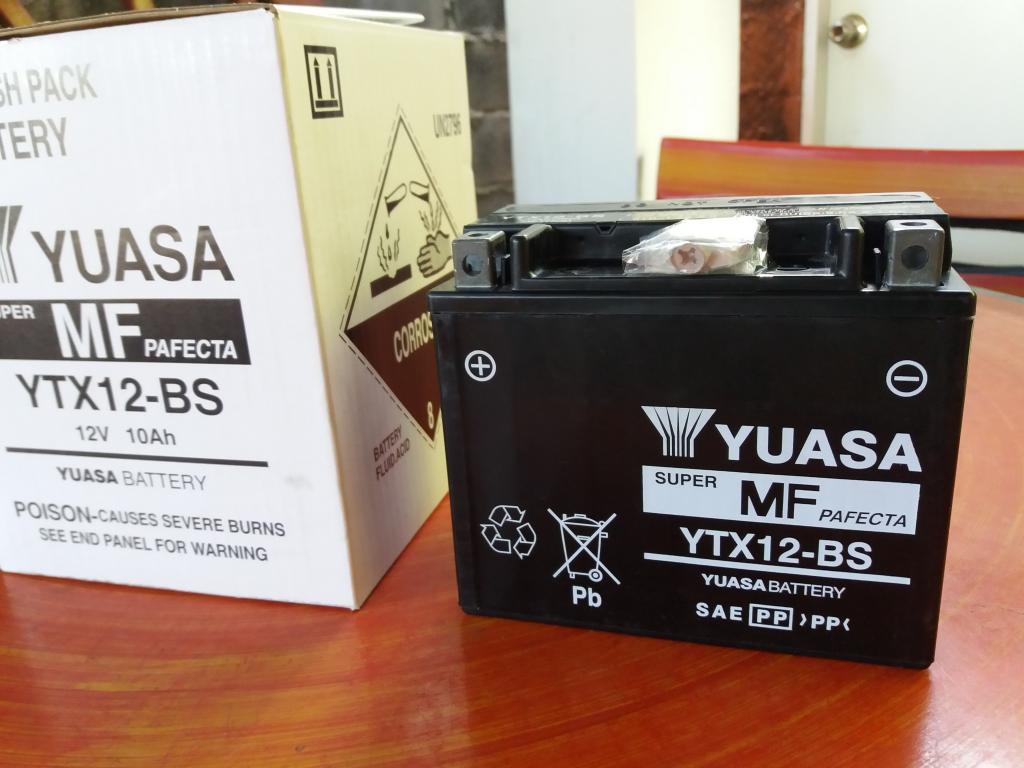 SH PACK
TERY
YUASA
PER MF PAFECTA
YTX12-BS
12V 10Ah
YUASA BATTERY
POISON-CAUSES SEVERE BURNS
SEE END PANEL FOR WARNING
UN2796
CORROS
8
BATTERY
FLUID, ACID
+
−
YUASA
SUPER MF PAFECTA
YTX12-BS
YUASA BATTERY
Pb
SAE PP >PP<